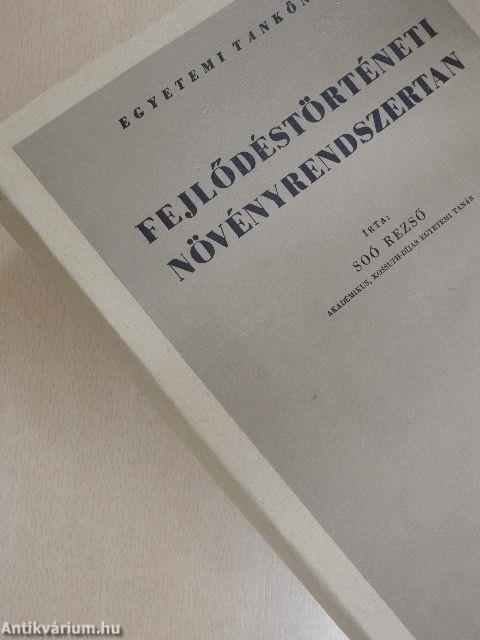 EGYETEMI TANKÖN
FEJLŐDÉSTÖRTÉNETI
NÖVÉNYRENDSZERTAN
ÍRTA:
SOÓ REZSŐ
AKADÉMIKUS, KOSSUTH-DÍJAS EGYETEMI TANÁR
Antikvárium.hu